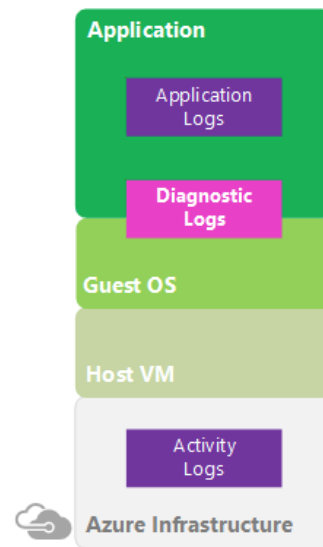 Application
Application
Logs
Diagnostic
Logs
Guest OS
Host VM
Activity
Logs
Azure Infrastructure